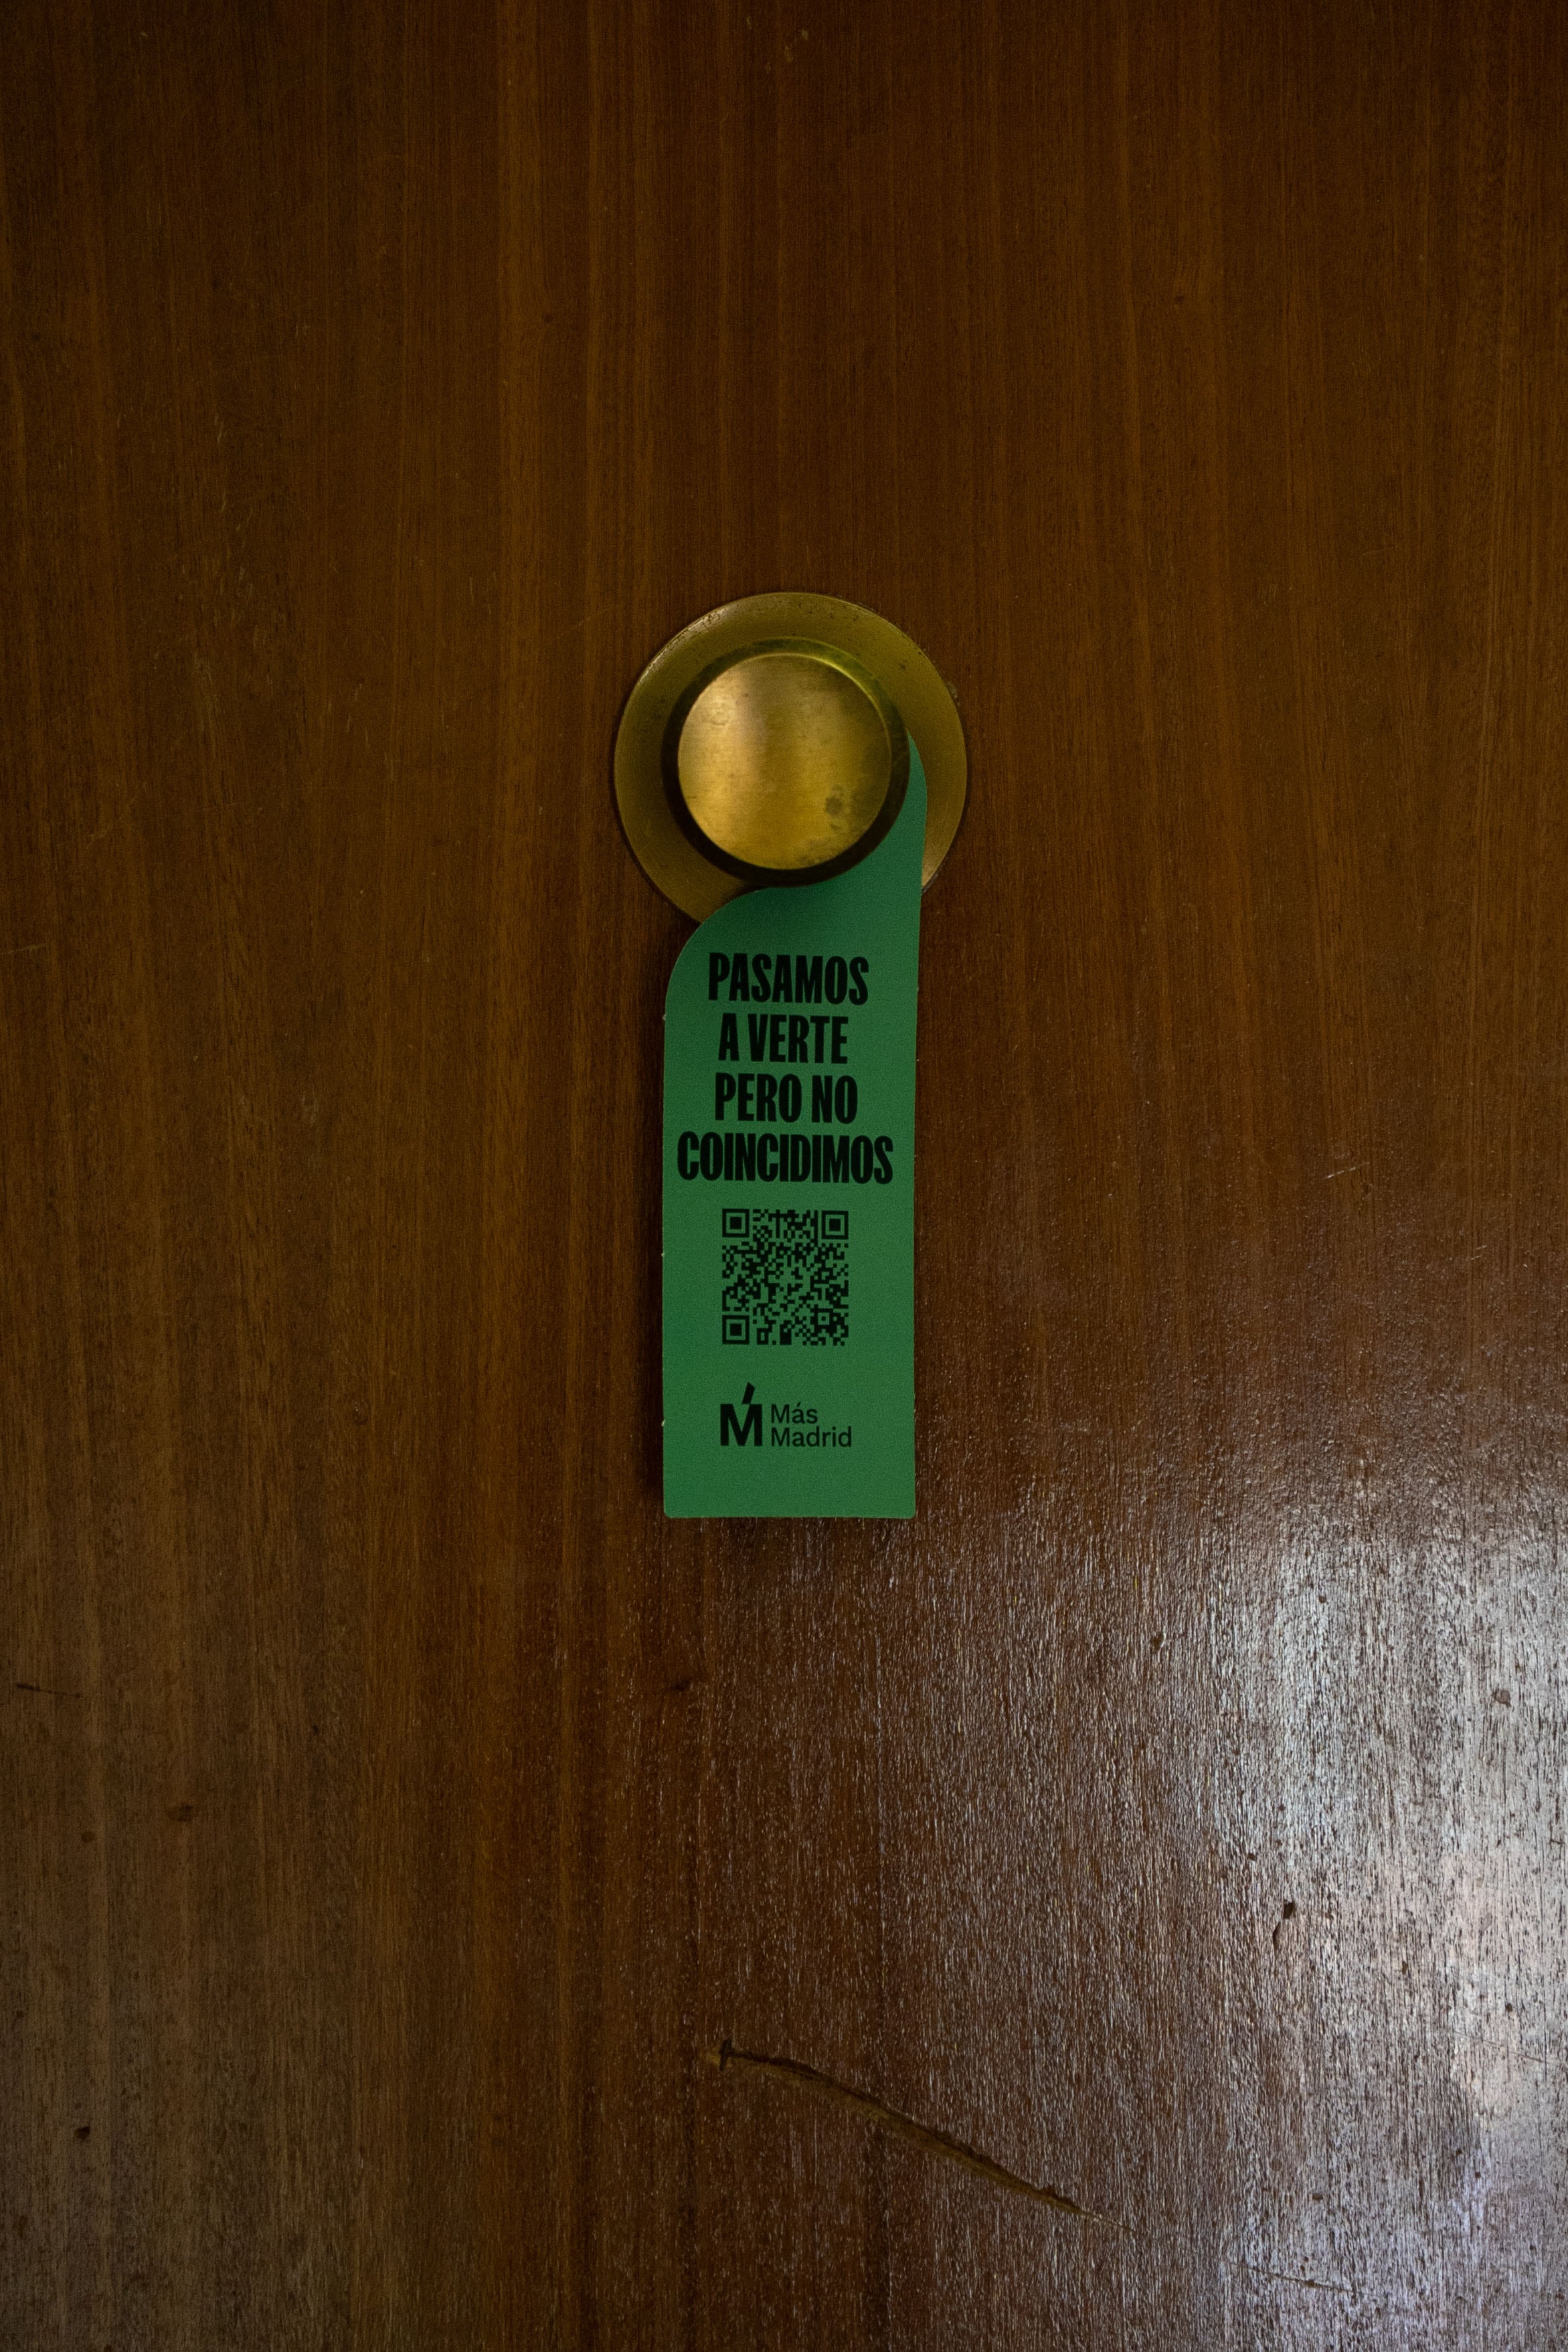 PASAMOS
A VERTE
PERO NO
COINCIDIMOS
Ḿ Más
Madrid